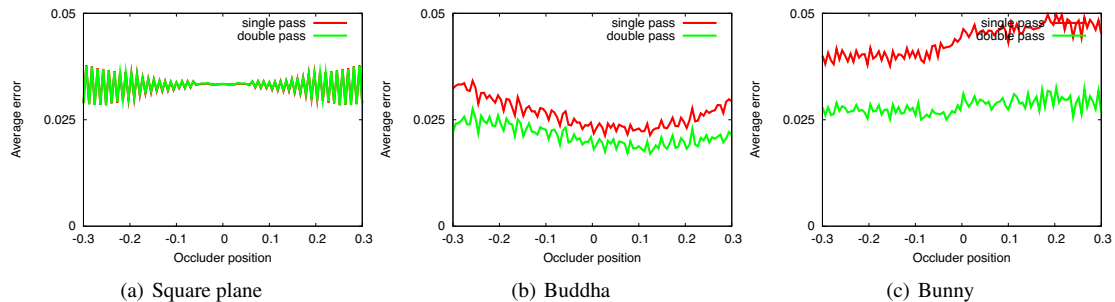 0.05
single pass
double pass
Average error
0.025
0
-0.3 -0.2 -0.1 0 0.1 0.2 0.3
Occluder position
(a) Square plane
0.05
single pass
double pass
Average error
0.025
0
-0.3 -0.2 -0.1 0 0.1 0.2 0.3
Occluder position
(b) Buddha
0.05
single pass
double pass
Average error
0.025
0
-0.3 -0.2 -0.1 0 0.1 0.2 0.3
Occluder position
(c) Bunny